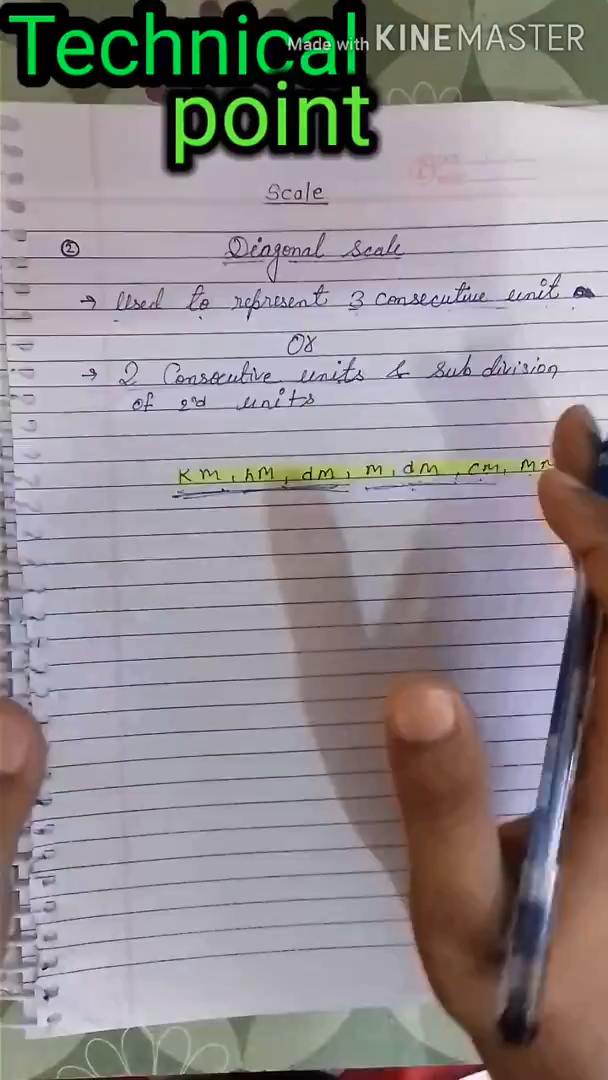 Technical
point
Made with KINEMASTER
Scale
② Diagonal Scale
→ Used to represent 3 consecutive unit
OR
→ 2 Consecutive units & sub division
of 2nd units
KM, hM, dM, M, dM, CM, Mm